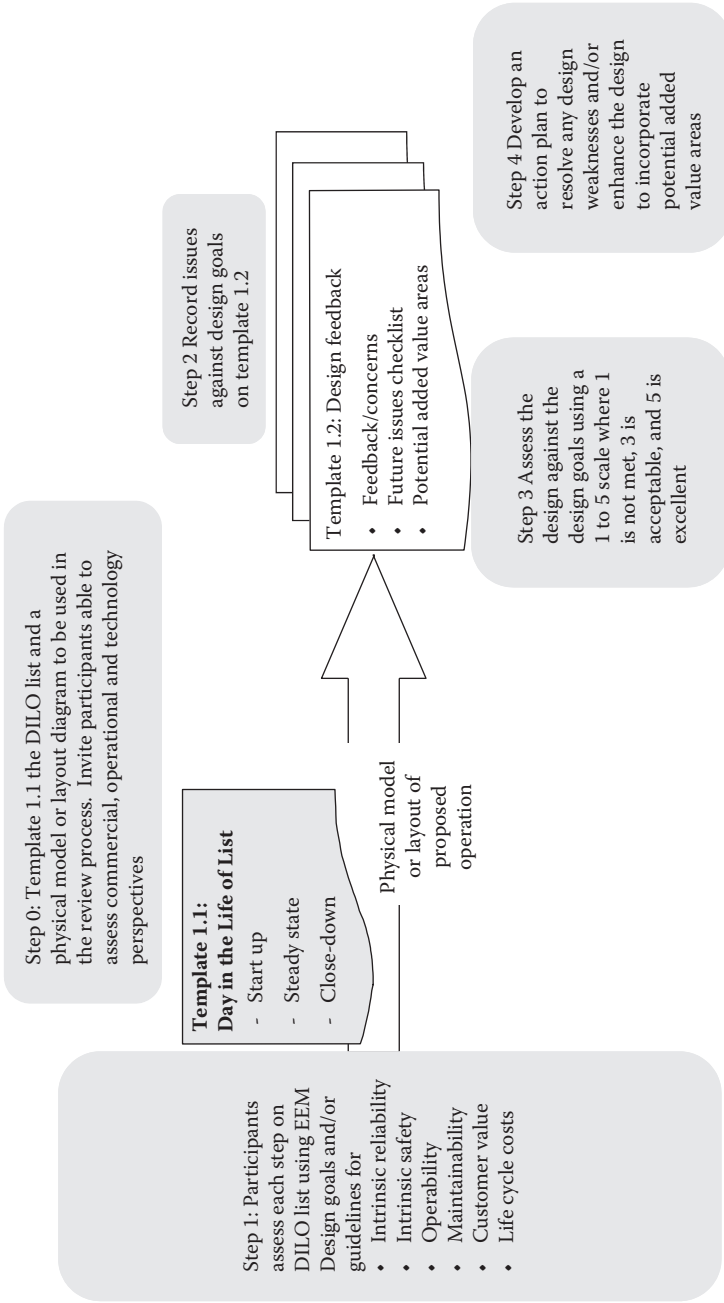 Step 0: Template 1.1 the DILO list and a
physical model or layout diagram to be used in
the review process. Invite participants able to
assess commercial, operational and technology
perspectives
Step 1: Participants
assess each step on
DILO list using EEM
Design goals and/or
guidelines for
• Intrinsic reliability
• Intrinsic safety
• Operability
• Maintainability
• Customer value
• Life cycle costs
Template 1.1:
Day in the Life of List
- Start up
- Steady state
- Close-down
Physical model
or layout of
proposed
operation
Step 2 Record issues
against design goals
on template 1.2
Template 1.2: Design feedback
• Feedback/concerns
• Future issues checklist
• Potential added value areas
Step 3 Assess the
design against the
design goals using a
1 to 5 scale where 1
is not met, 3 is
acceptable, and 5 is
excellent
Step 4 Develop an
action plan to
resolve any design
weaknesses and/or
enhance the design
to incorporate
potential added
value areas